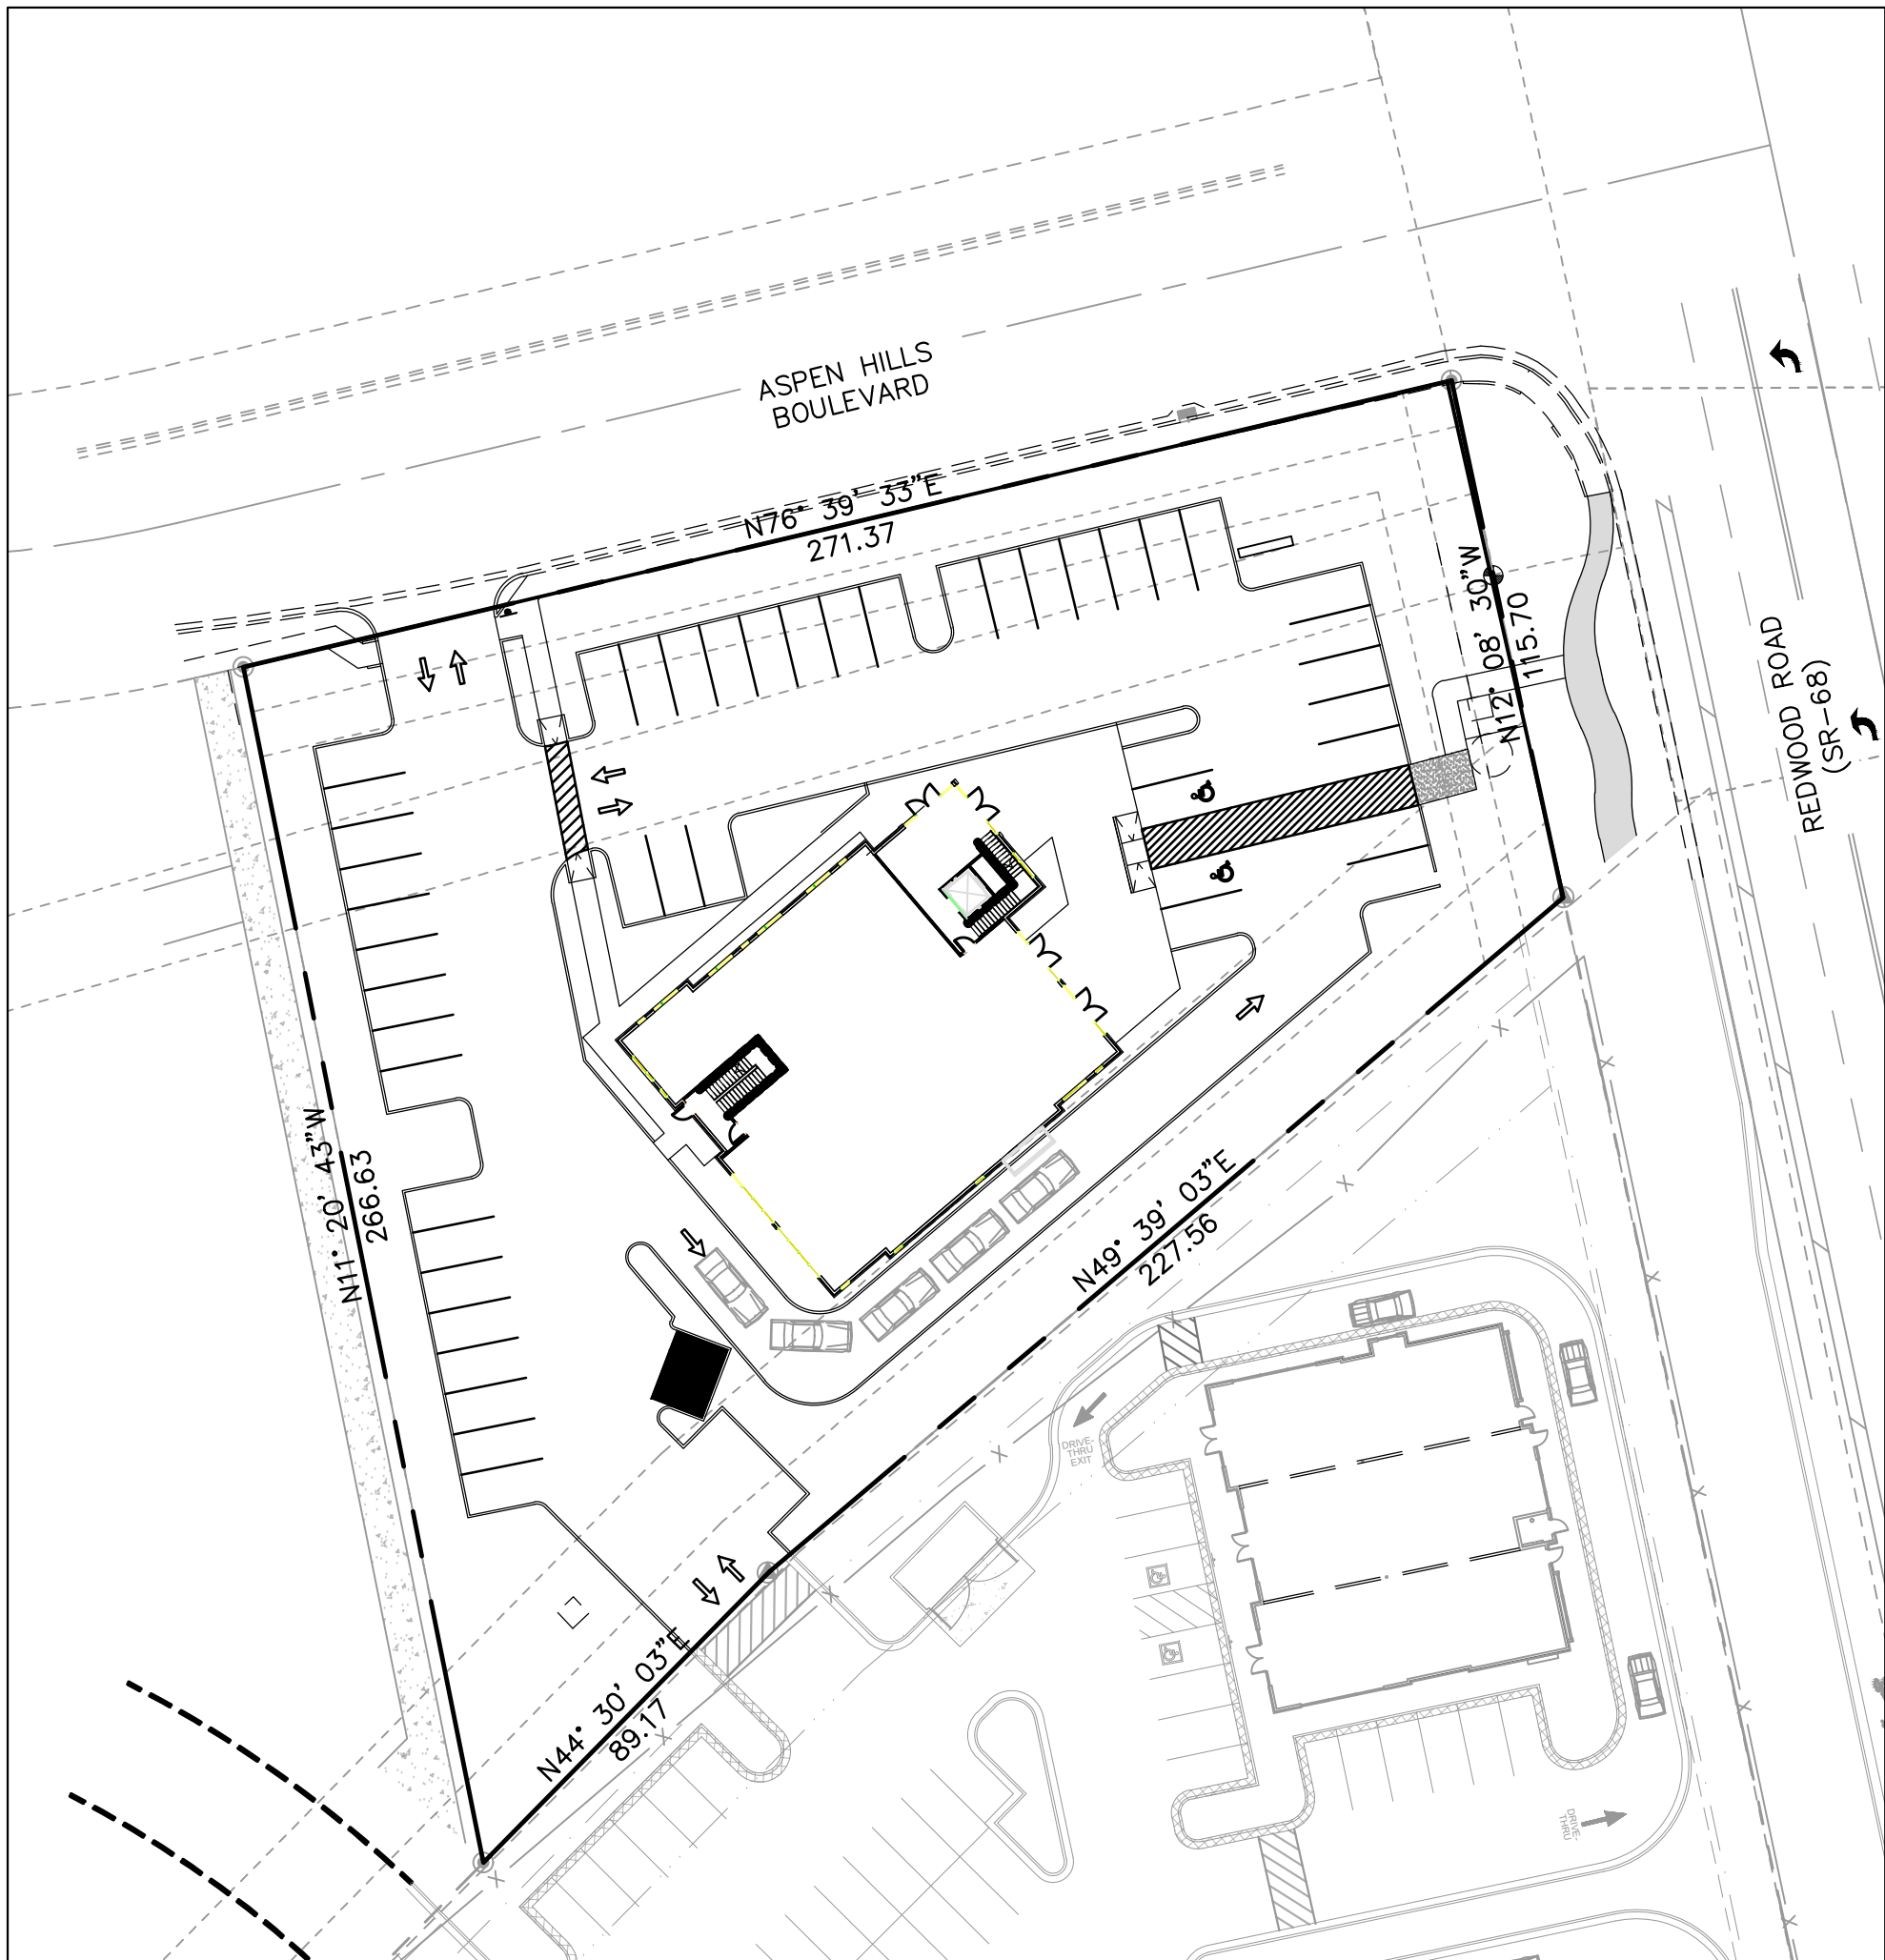 ASPEN HILLS
BOULEVARD
N76° 39' 33"E
271.37
N12° 08' 30"W
115.70
REDWOOD ROAD
(SR-68)
N11° 20' 43"W
266.63
N49° 39' 03"E
227.56
DRIVE-
THRU
EXIT
N44° 30' 03"E
89.17
DRIVE-
THRU